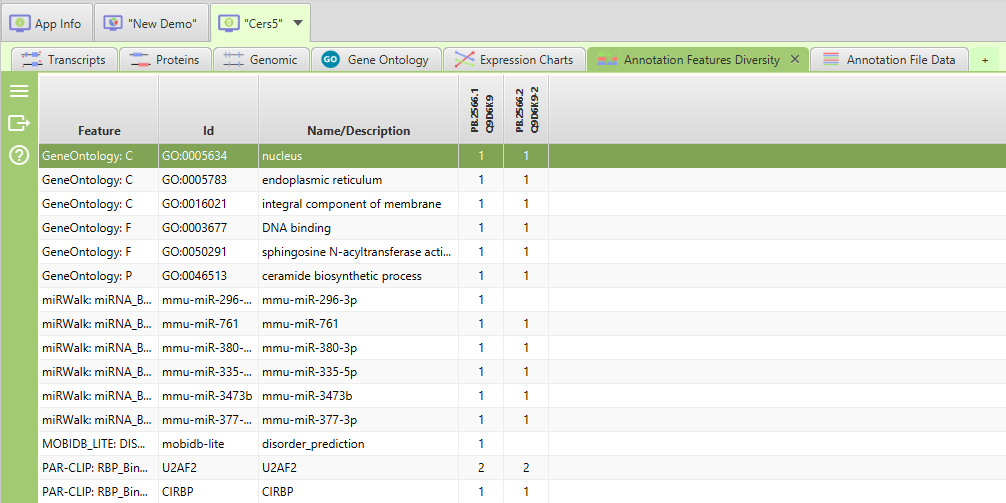 App Info "New Demo" "Cers5"
Transcripts Proteins Genomic GO Gene Ontology Expression Charts Annotation Features Diversity Annotation File Data +
Feature Id Name/Description PB.2566.1 Q9D6K9 PB.2566.2 Q9D6K9-2
GeneOntology: C GO:0005634 nucleus 1 1
GeneOntology: C GO:0005783 endoplasmic reticulum 1 1
GeneOntology: C GO:0016021 integral component of membrane 1 1
GeneOntology: F GO:0003677 DNA binding 1 1
GeneOntology: F GO:0050291 sphingosine N-acyltransferase acti... 1 1
GeneOntology: P GO:0046513 ceramide biosynthetic process 1 1
miRWalk: miRNA_B... mmu-miR-296-... mmu-miR-296-3p 1
miRWalk: miRNA_B... mmu-miR-761 mmu-miR-761 1 1
miRWalk: miRNA_B... mmu-miR-380-... mmu-miR-380-3p 1 1
miRWalk: miRNA_B... mmu-miR-335-... mmu-miR-335-5p 1 1
miRWalk: miRNA_B... mmu-miR-3473b mmu-miR-3473b 1 1
miRWalk: miRNA_B... mmu-miR-377-... mmu-miR-377-3p 1 1
MOBIDB_LITE: DIS... mobidb-lite disorder_prediction 1
PAR-CLIP: RBP_Bin... U2AF2 U2AF2 2 2
PAR-CLIP: RBP_Bin... CIRBP CIRBP 1 1